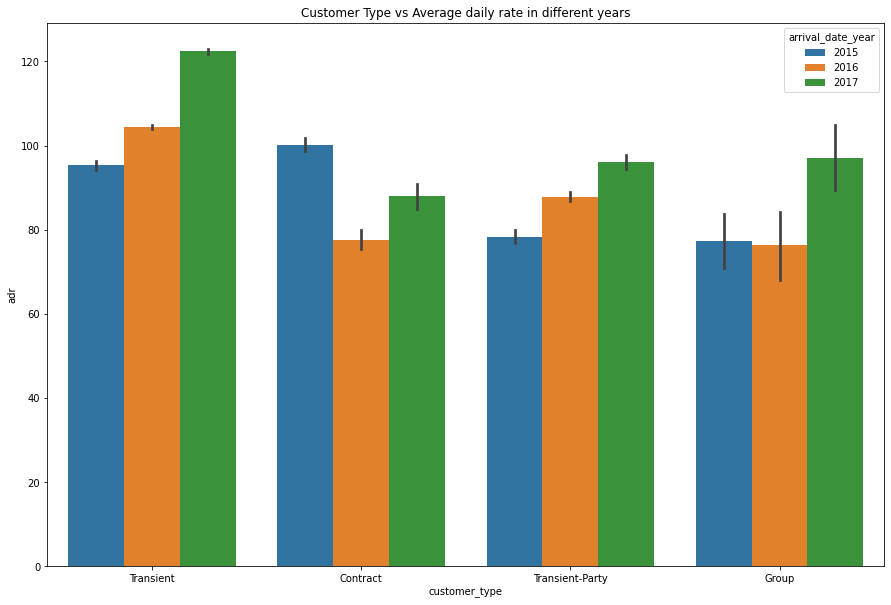 Customer Type vs Average daily rate in different years
arrival_date_year
2015
2016
2017
120
100
80
60
40
20
0
adr
Transient Contract Transient-Party Group
customer_type